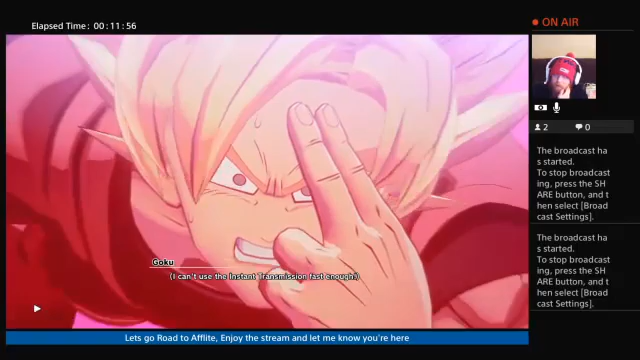 Elapsed Time: 00:11:56
ON AIR
2
0
The broadcast ha
s started.
To stop broadcast
ing, press the SH
ARE button, and t
hen select [Broad
cast Settings].
The broadcast ha
s started.
To stop broadcast
ing, press the SH
ARE button, and t
hen select [Broad
cast Settings].
Goku
(I can't use the Instant Transmission fast enough!)
Lets go Road to Afflite, Enjoy the stream and let me know you're here